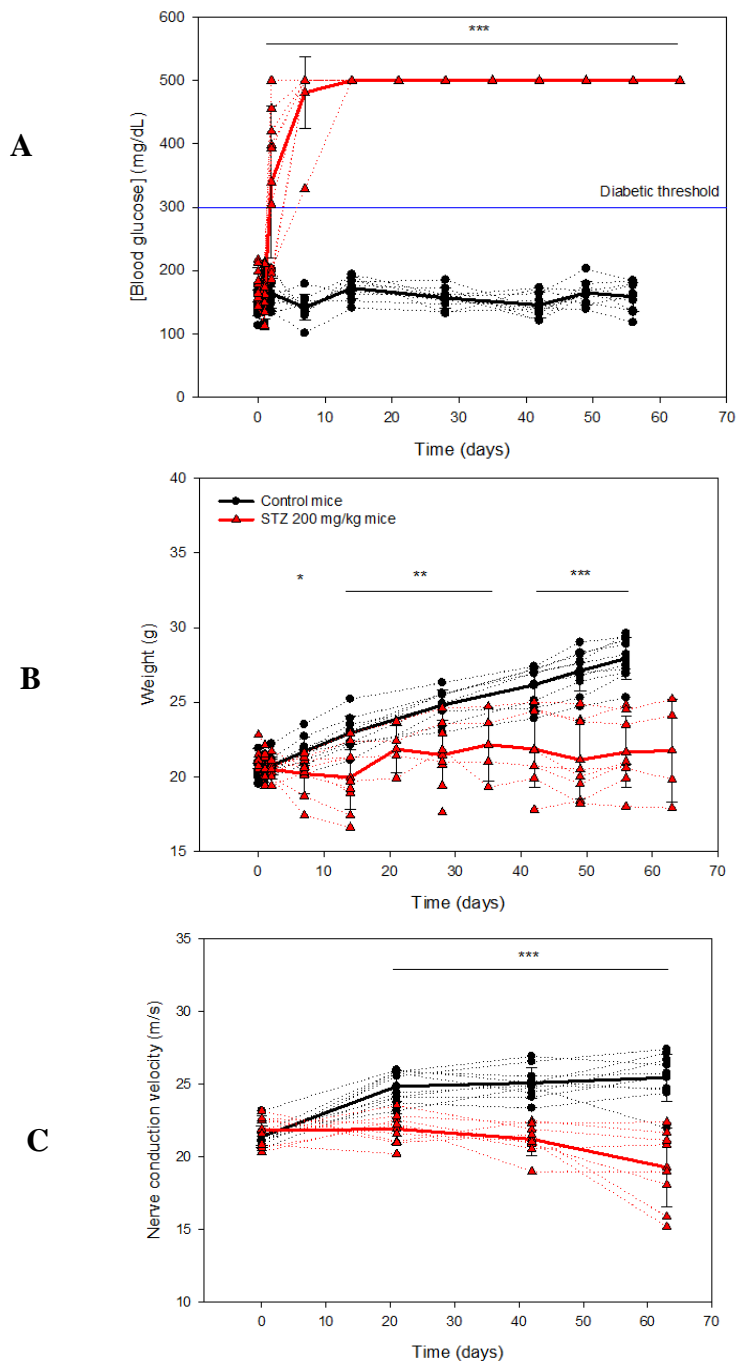 A
[Blood glucose] (mg/dL)
600
500
400
300
200
100
0
***
Diabetic threshold
0 10 20 30 40 50 60 70
Time (days)
B
Weight (g)
40
35
30
25
20
15
Control mice
STZ 200 mg/kg mice
* ** ***
0 10 20 30 40 50 60 70
Time (days)
C
Nerve conduction velocity (m/s)
35
30
25
20
15
10
***
0 10 20 30 40 50 60 70
Time (days)